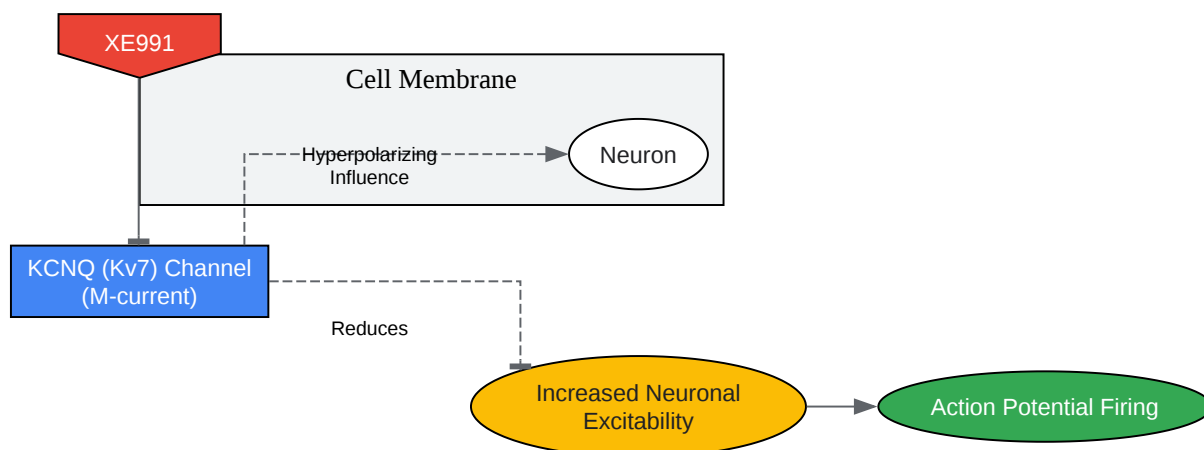 XE991
Cell Membrane
Hyperpolarizing
Influence
Neuron
KCNQ (Kv7) Channel
(M-current)
Reduces
Increased Neuronal
Excitability
Action Potential Firing